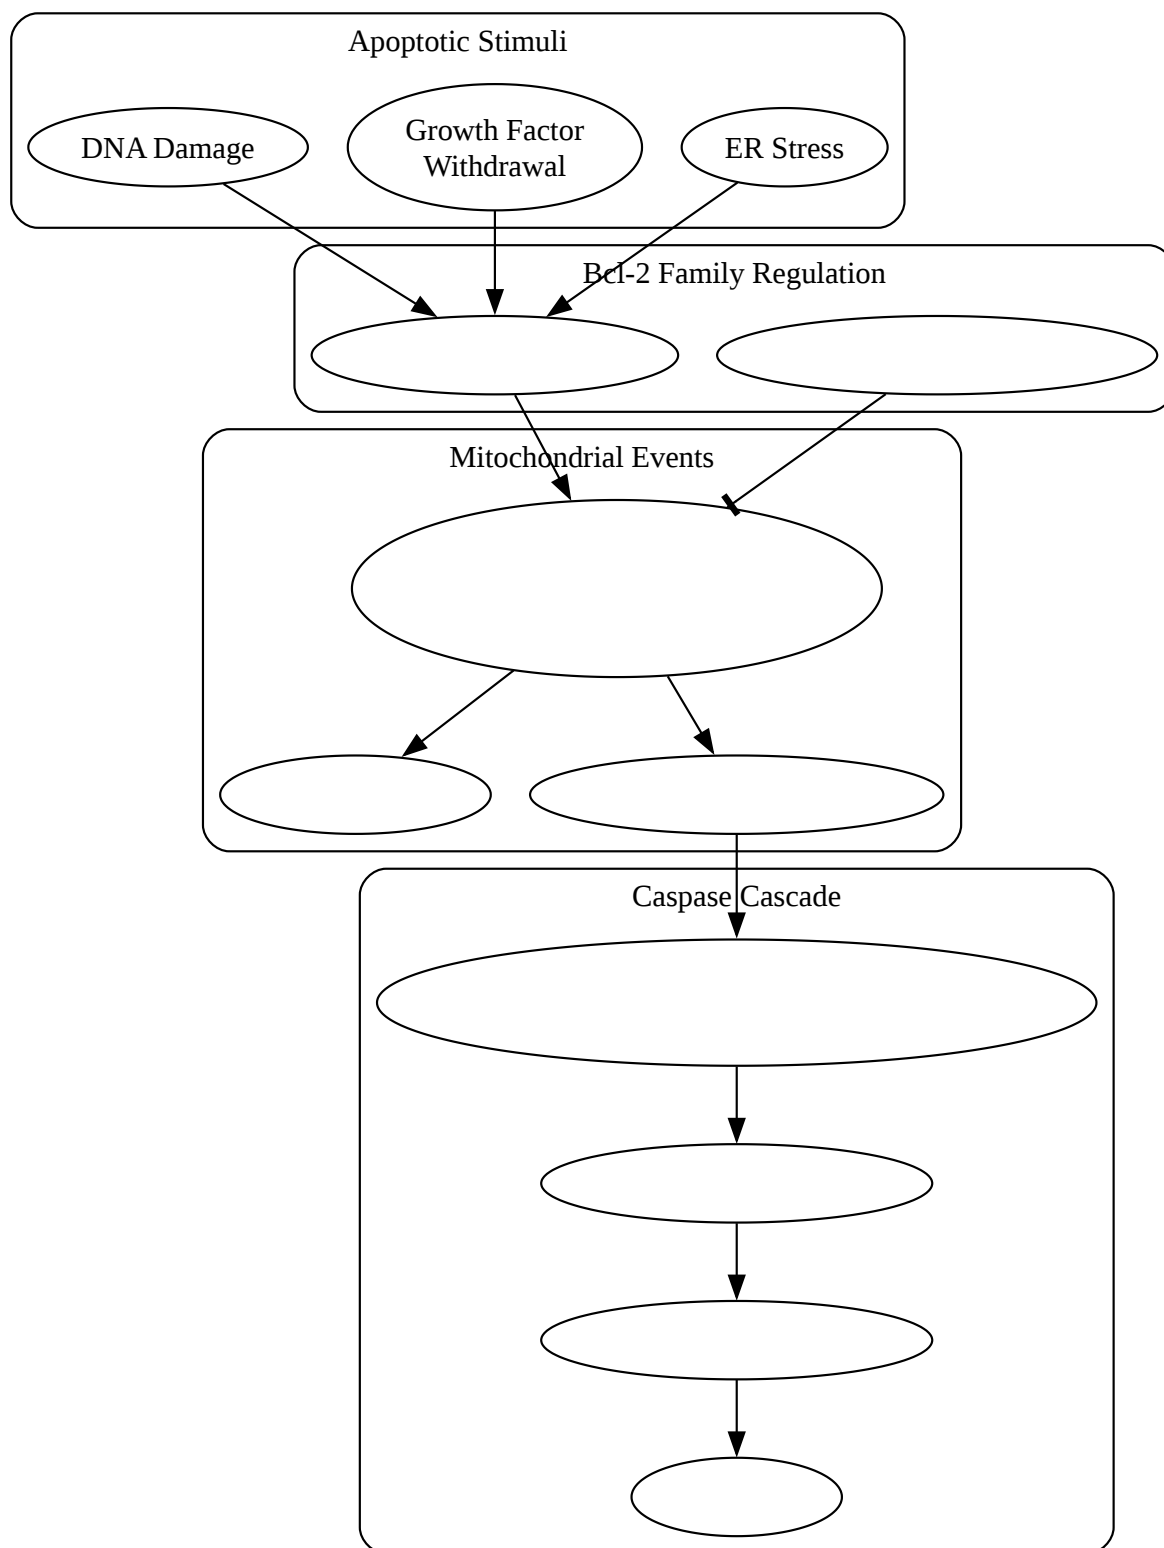 Apoptotic Stimuli
DNA Damage
Growth Factor
Withdrawal
ER Stress
Bcl-2 Family Regulation
Mitochondrial Events
Caspase Cascade